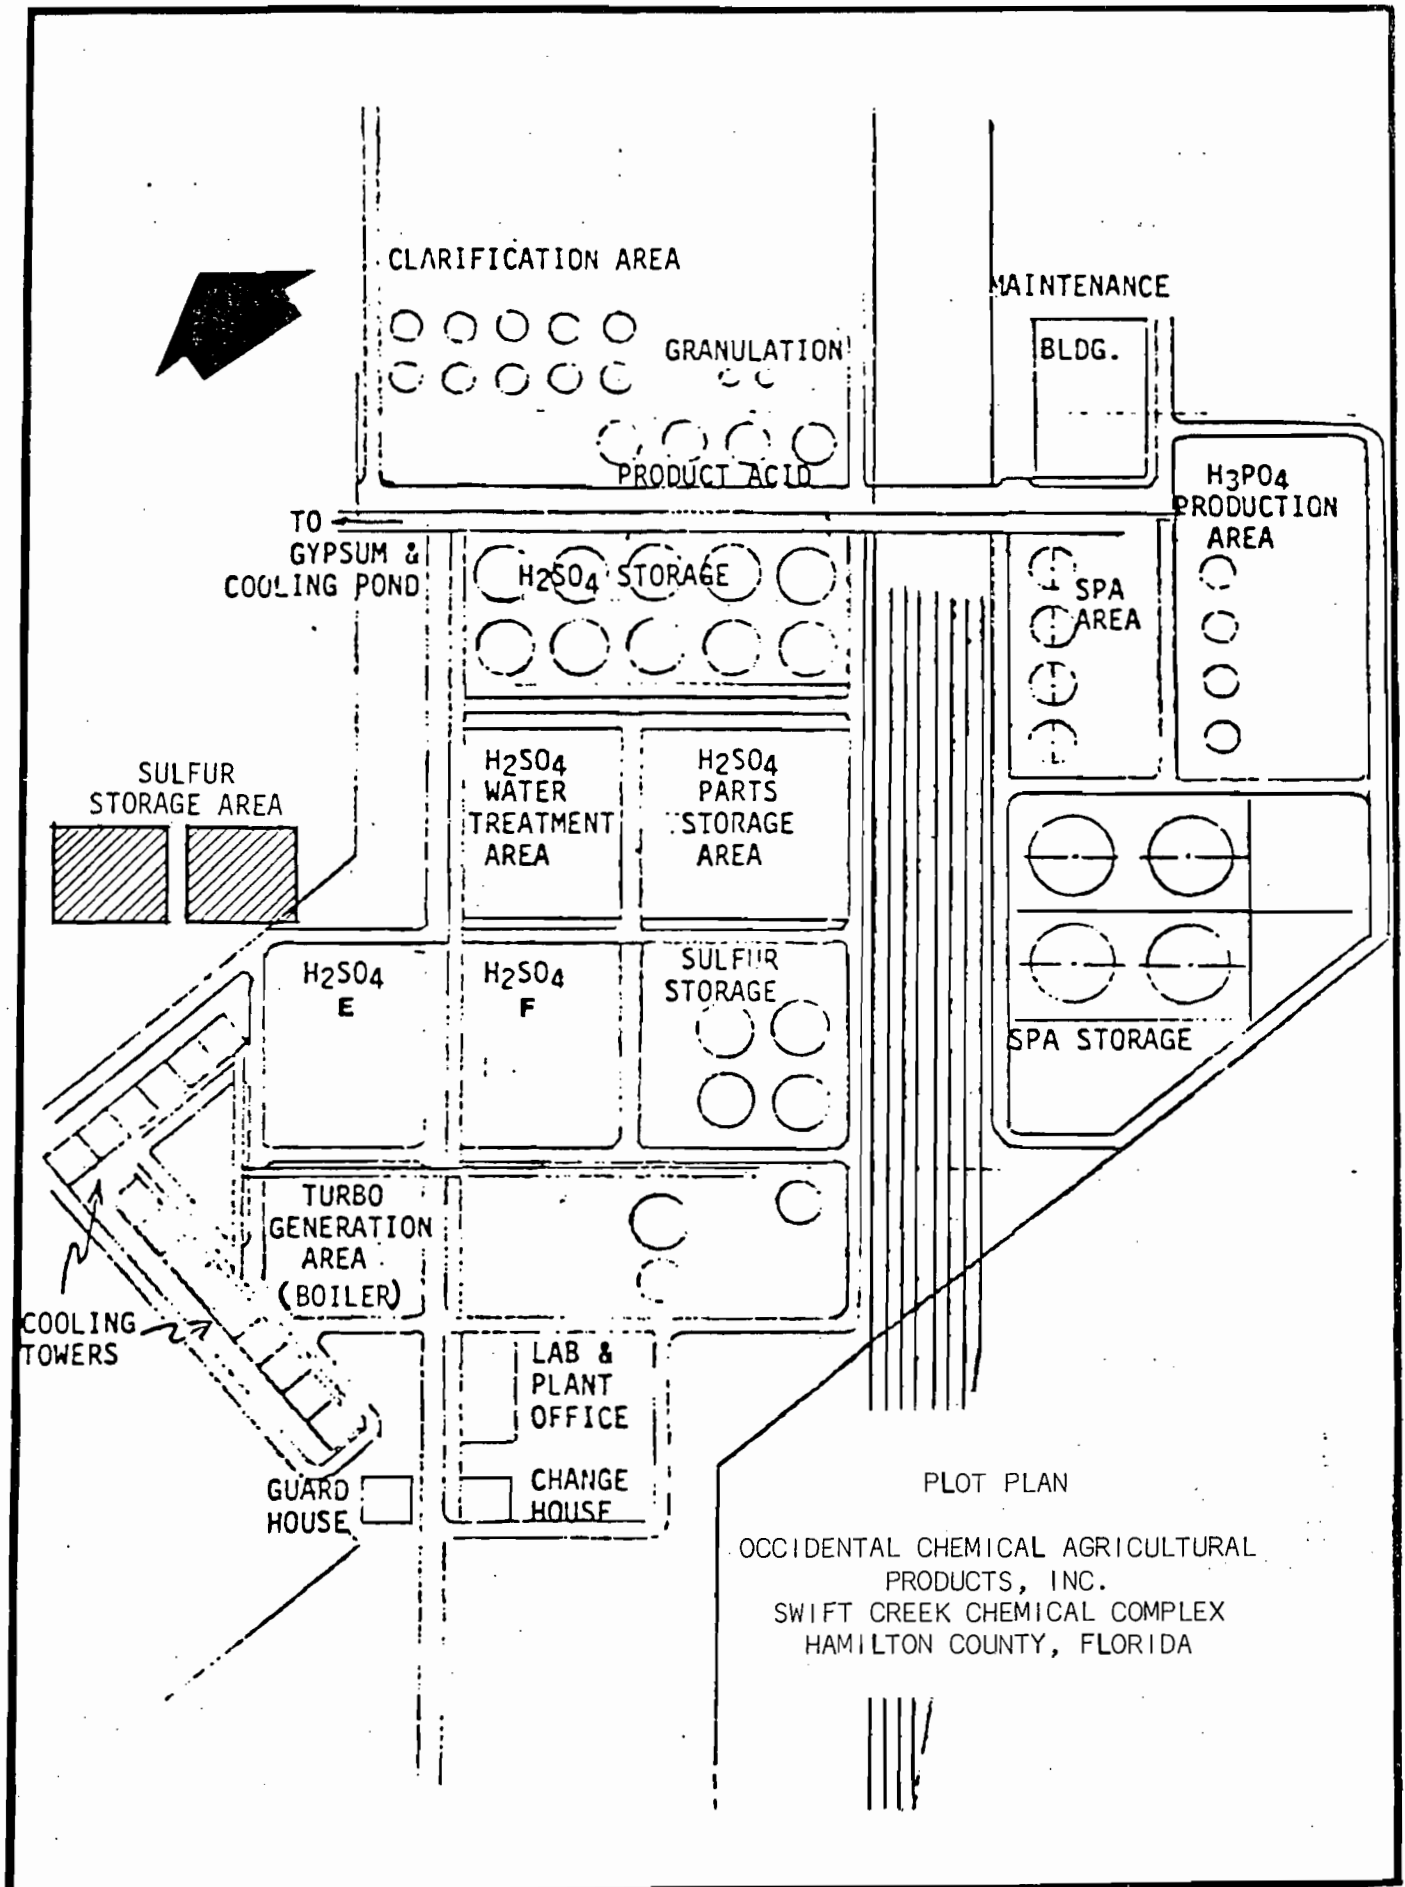 CLARIFICATION AREA
MAINTENANCE
BLDG.
GRANULATION
PRODUCT ACID
H3PO4
PRODUCTION
AREA
TO
GYPSUM &
COOLING POND
H2SO4 STORAGE
SPA
AREA
SULFUR
STORAGE AREA
H2SO4
WATER
TREATMENT
AREA
H2SO4
PARTS
STORAGE
AREA
H2SO4
E
H2SO4
F
SULFUR
STORAGE
SPA STORAGE
TURBO
GENERATION
AREA
(BOILER)
COOLING
TOWERS
LAB &
PLANT
OFFICE
GUARD
HOUSE
CHANGE
HOUSE
PLOT PLAN
OCCIDENTAL CHEMICAL AGRICULTURAL
PRODUCTS, INC.
SWIFT CREEK CHEMICAL COMPLEX
HAMILTON COUNTY, FLORIDA